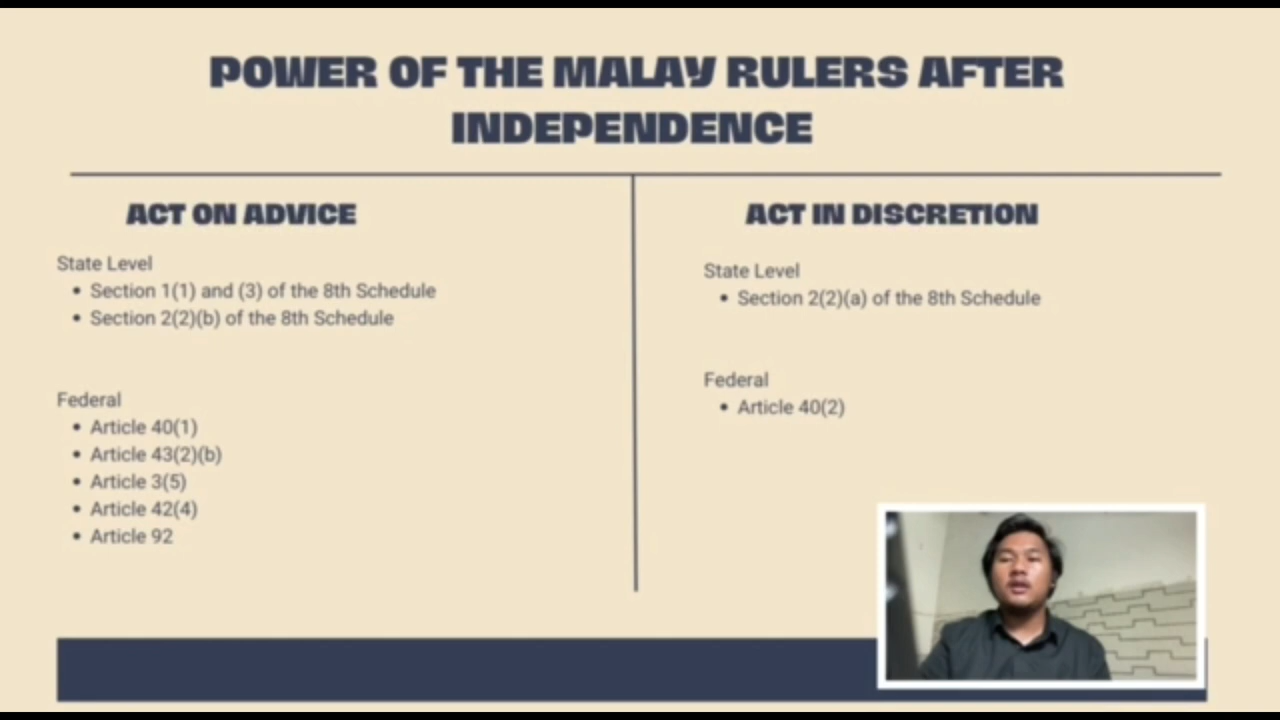 POWER OF THE MALAY RULERS AFTER
INDEPENDENCE
ACT ON ADVICE
State Level
• Section 1(1) and (3) of the 8th Schedule
• Section 2(2)(b) of the 8th Schedule
Federal
• Article 40(1)
• Article 43(2)(b)
• Article 3(5)
• Article 42(4)
• Article 92
ACT IN DISCRETION
State Level
• Section 2(2)(a) of the 8th Schedule
Federal
• Article 40(2)